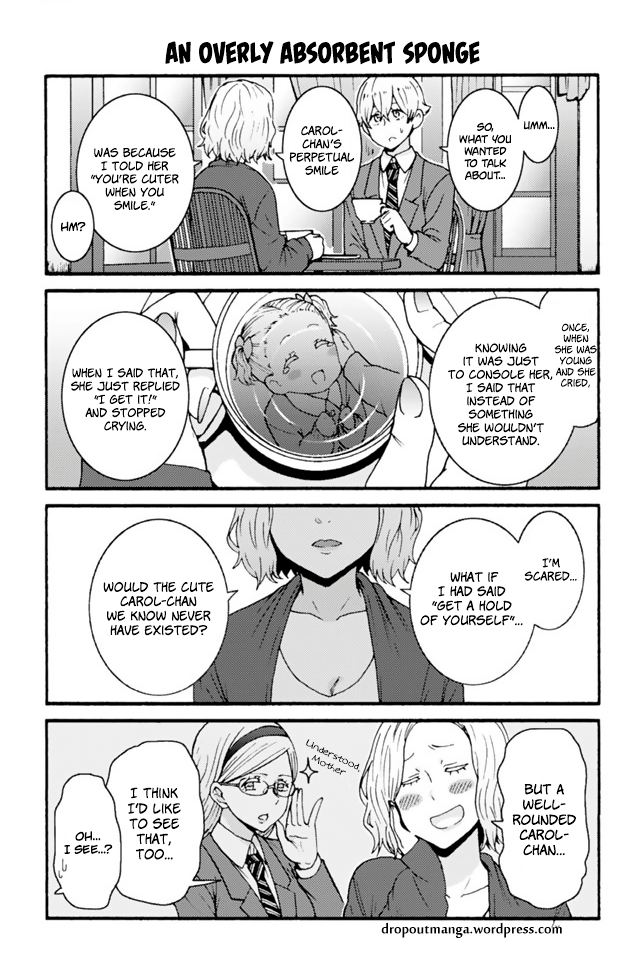 AN OVERLY ABSORBENT SPONGE
UMM...
SO,
WHAT YOU
WANTED
TO TALK
ABOUT...
CAROL-
CHAN'S
PERPETUAL
SMILE
WAS BECAUSE
I TOLD HER
"YOU'RE CUTER
WHEN YOU
SMILE."
HM?
ONCE,
WHEN
SHE WAS
YOUNG
AND SHE
CRIED,
KNOWING
IT WAS JUST
TO CONSOLE HER,
I SAID THAT
INSTEAD OF
SOMETHING
SHE WOULDN'T
UNDERSTAND.
WHEN I SAID THAT,
SHE JUST REPLIED
"I GET IT!"
AND STOPPED
CRYING.
I'M
SCARED...
WHAT IF
I HAD SAID
"GET A HOLD
OF YOURSELF"...
WOULD THE CUTE
CAROL-CHAN
WE KNOW NEVER
HAVE EXISTED?
BUT A
WELL-
ROUNDED
CAROL-
CHAN...
Understood,
Mother
I THINK
I'D LIKE
TO SEE
THAT,
TOO...
OH...
I SEE...?
dropoutmanga.wordpress.com